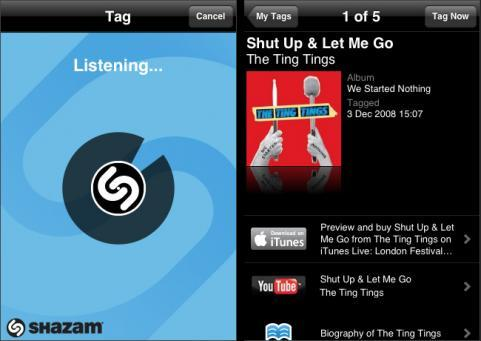 Tag
Cancel
Listening...
SHAZAM
My Tags
1 of 5
Tag Now
Shut Up & Let Me Go
The Ting Tings
THE TING TINGS
Album
We Started Nothing
Tagged
3 Dec 2008 15:07
Download on
iTunes
Preview and buy Shut Up & Let
Me Go from The Ting Tings on
iTunes Live: London Festival...
YouTube
Shut Up & Let Me Go
The Ting Tings
Biography of The Ting Tings